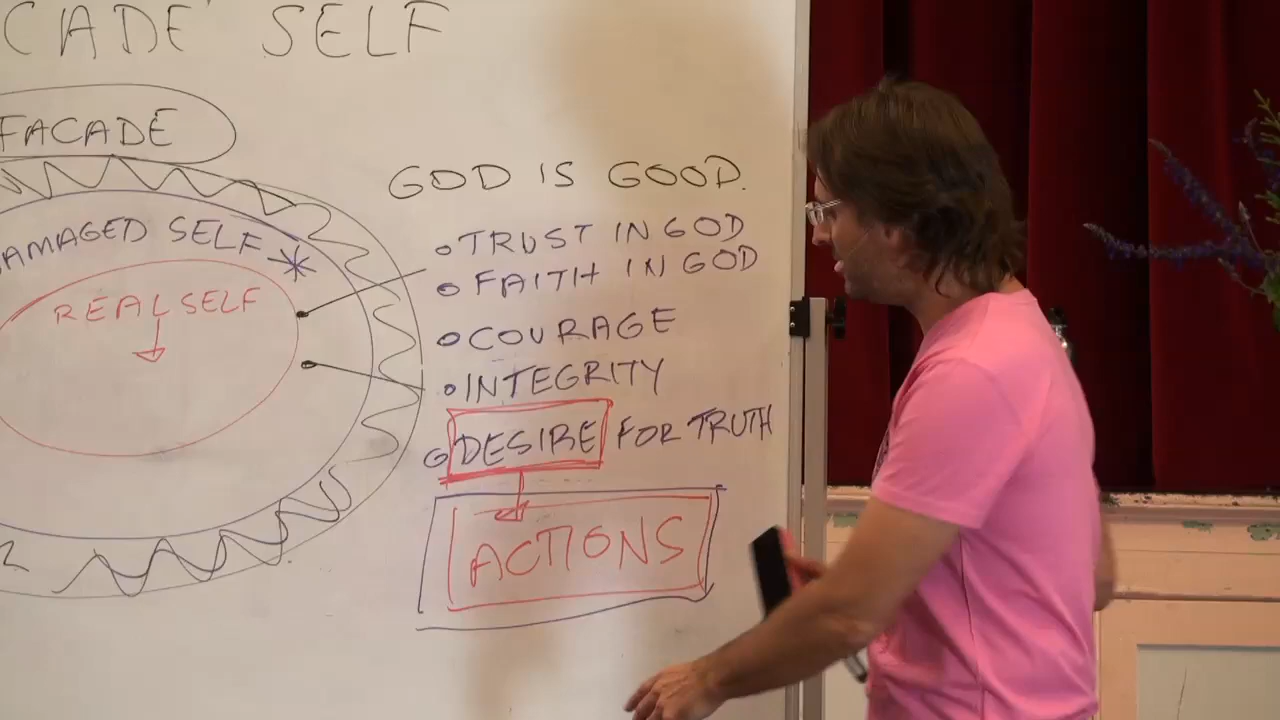 CADE' SELF
FACADE
GOD IS GOOD.
AMAGED SELF
REAL SELF
TRUST IN GOD
FAITH IN GOD
COURAGE
INTEGRITY
DESIRE FOR TRUTH
ACTIONS